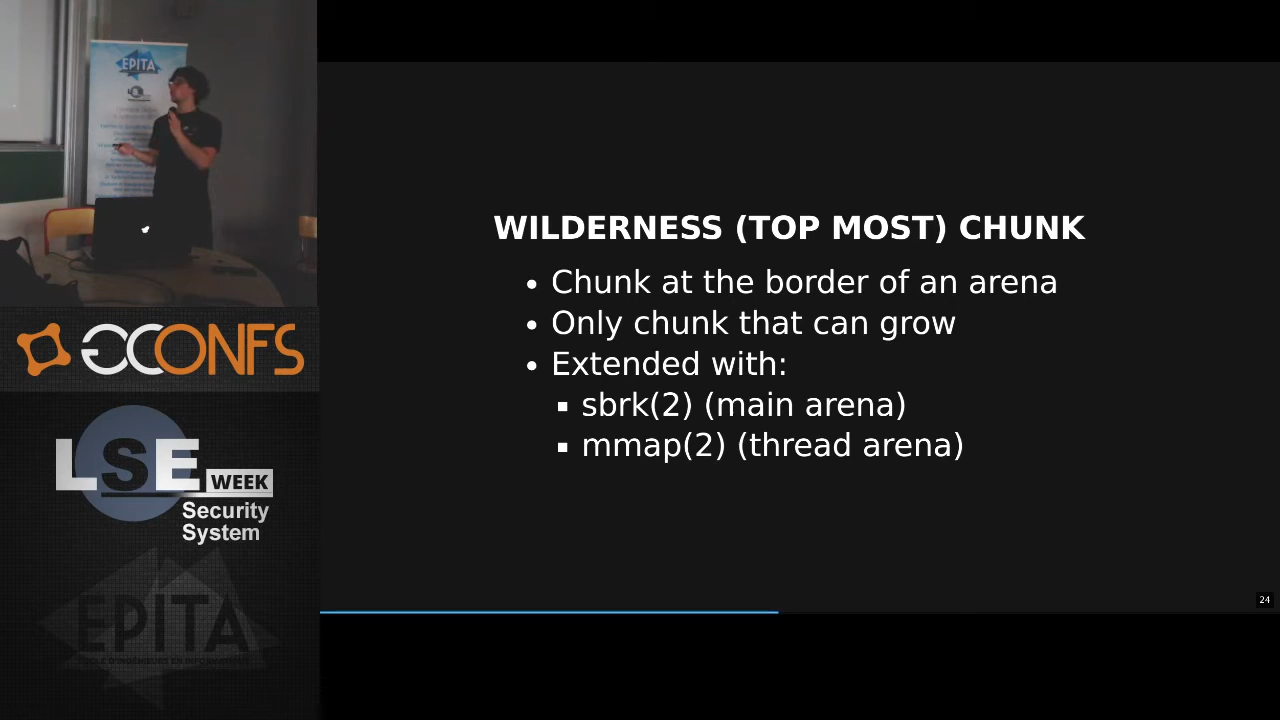 EPITA
WILDERNESS (TOP MOST) CHUNK
• Chunk at the border of an arena
• Only chunk that can grow
• Extended with:
▪ sbrk(2) (main arena)
▪ mmap(2) (thread arena)
24
GCONFS
LSE WEEK
Security
System
EPITA